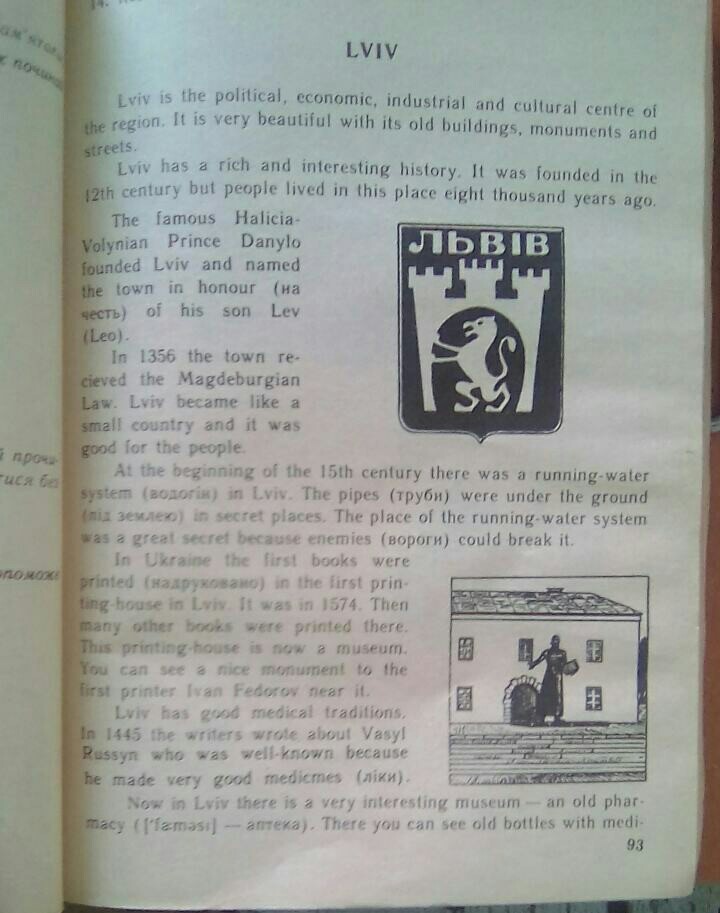 LVIV
Lviv is the political, economic, industrial and cultural centre of
the region. It is very beautiful with its old buildings, monuments and
streets.
Lviv has a rich and interesting history. It was founded in the
12th century but people lived in this place eight thousand years ago.
The famous Halicia-
Volynian Prince Danylo
founded Lviv and named
the town in honour (на
честь) of his son Lev
(Leo).
ЛЬВІВ
In 1356 the town re-
cieved the Magdeburgian
Law. Lviv became like a
small country and it was
good for the people.
At the beginning of the 15th century there was a running-water
system (водогін) in Lviv. The pipes (труби) were under the ground
(під землею) in secret places. The place of the running-water system
was a great secret because enemies (вороги) could break it.
In Ukraine the first books were
printed (надруковано) in the first prin-
ting-house in Lviv. It was in 1574. Then
many other books were printed there.
This printing-house is now a museum.
You can see a nice monument to the
first printer Ivan Fedorov near it.
Lviv has good medical traditions.
In 1445 the writers wrote about Vasyl
Russyn who was well-known because
he made very good medicmes (ліки).
Now in Lviv there is a very interesting museum — an old phar-
macy (['fa:məsı] — аптека). There you can see old bottles with medi-
93